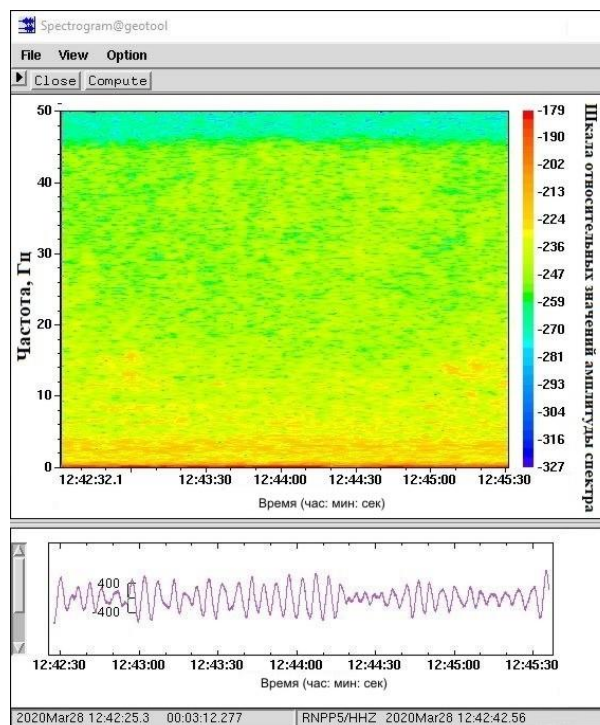 Spectrogram@geotool
File View Option
Close Compute
50
40
30
20
10
0
Частота, Гц
12:42:32.1 12:43:30 12:44:00 12:44:30 12:45:00 12:45:30
Время (час: мин: сек)
-179
-190
-202
-213
-224
-236
-247
-259
-270
-281
-293
-304
-316
-327
Шкала относительных значений амплитуды спектра
400
-400
12:42:30 12:43:00 12:43:30 12:44:00 12:44:30 12:45:00 12:45:30
Время (час: мин: сек)
2020Mar28 12:42:25.3 00:03:12.277 RNPP5/HHZ 2020Mar28 12:42:42.56